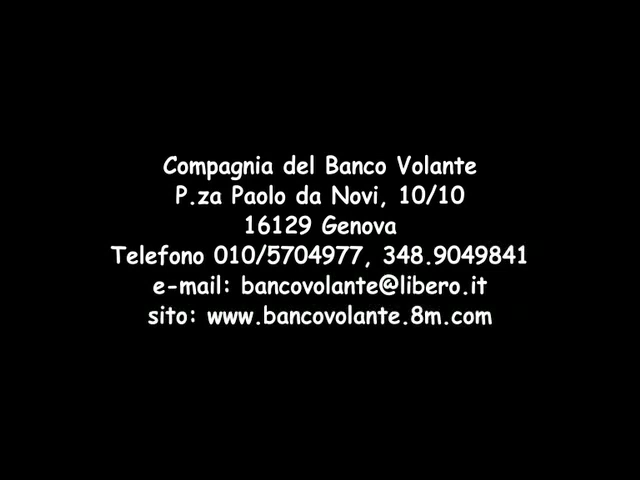 Compagnia del Banco Volante
P.za Paolo da Novi, 10/10
16129 Genova
Telefono 010/5704977, 348.9049841
e-mail: bancovolante@libero.it
sito: www.bancovolante.8m.com